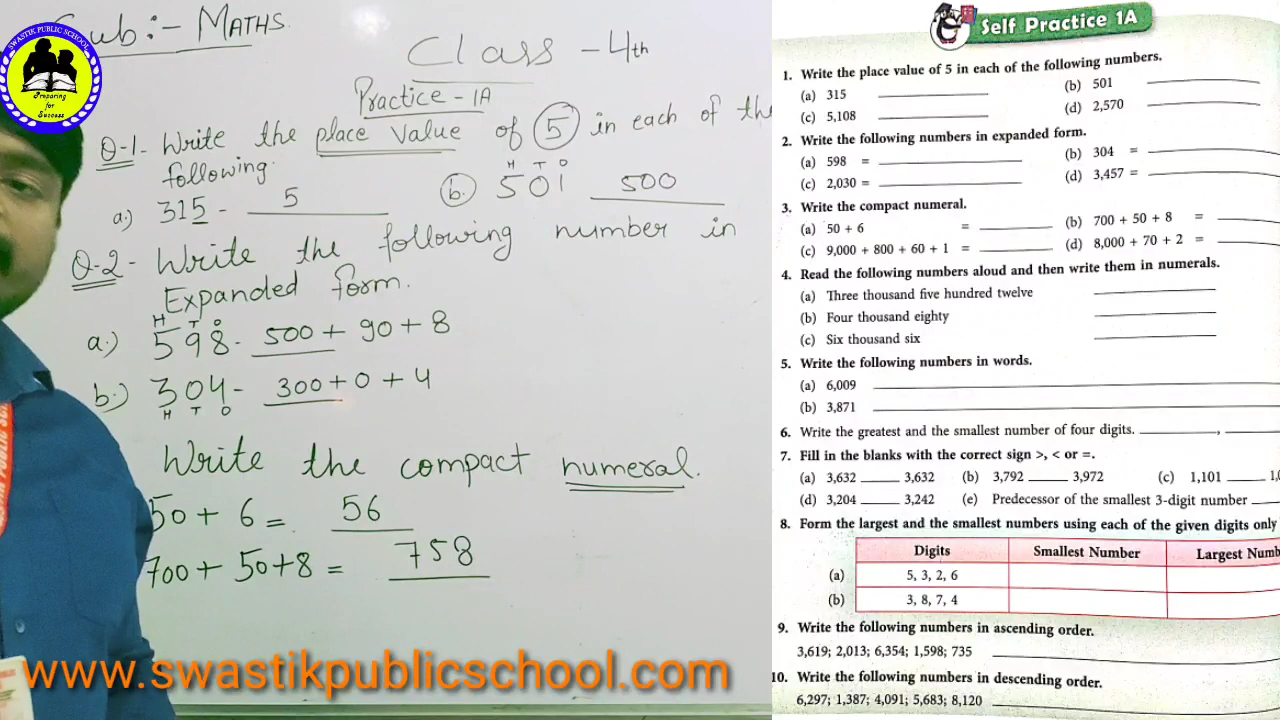 SWASTIK PUBLIC SCHOOL
Preparing
for
Success
Sub:- MATHS.
Class - 4th
Practice - 1A
Q-1- Write the place value of 5 in each of the
following.
a.) 315 - 5
H T O
b. 501 500
Q-2- Write the following number in
Expanded form.
H T O
a.) 598- 500 + 90 + 8
b.) 304- 300 + 0 + 4
H T O
Write the compact numeral.
50 + 6 = 56
700 + 50 + 8 = 758
www.swastikpublicschool.com
Self Practice 1A
1. Write the place value of 5 in each of the following numbers.
(a) 315 (b) 501
(c) 5,108 (d) 2,570
2. Write the following numbers in expanded form.
(a) 598 = (b) 304 =
(c) 2,030 = (d) 3,457 =
3. Write the compact numeral.
(a) 50 + 6 = (b) 700 + 50 + 8 =
(c) 9,000 + 800 + 60 + 1 = (d) 8,000 + 70 + 2 =
4. Read the following numbers aloud and then write them in numerals.
(a) Three thousand five hundred twelve
(b) Four thousand eighty
(c) Six thousand six
5. Write the following numbers in words.
(a) 6,009
(b) 3,871
6. Write the greatest and the smallest number of four digits. ,
7. Fill in the blanks with the correct sign >, < or =.
(a) 3,632 3,632 (b) 3,792 3,972 (c) 1,101
(d) 3,204 3,242 (e) Predecessor of the smallest 3-digit number
8. Form the largest and the smallest numbers using each of the given digits only
Digits Smallest Number Largest Numb
(a) 5, 3, 2, 6
(b) 3, 8, 7, 4
9. Write the following numbers in ascending order.
3,619; 2,013; 6,354; 1,598; 735
10. Write the following numbers in descending order.
6,297; 1,387; 4,091; 5,683; 8,120